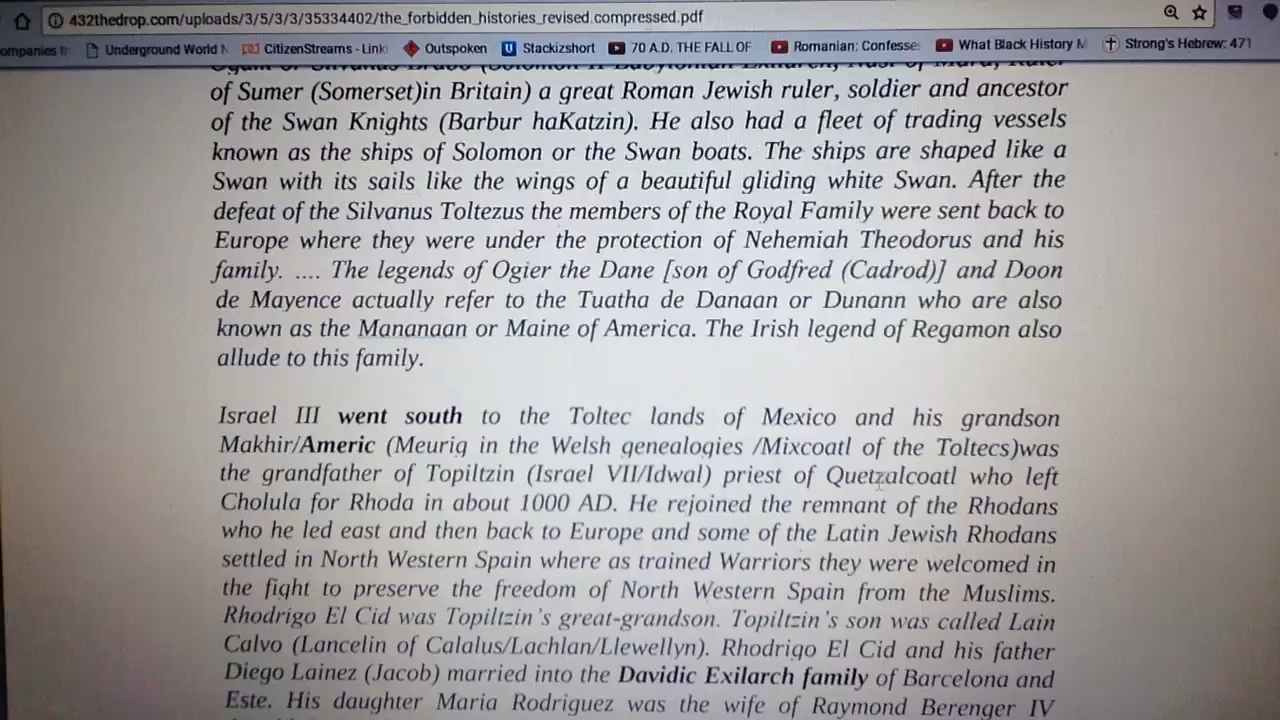 432thedrop.com/uploads/3/5/3/3/35334402/the_forbidden_histories_revised.compressed.pdf
ompanies Underground World CitizenStreams - Link Outspoken Stackizshort 70 A.D. THE FALL OF Romanian: Confesse What Black History M Strong's Hebrew: 471
of Sumer (Somerset)in Britain) a great Roman Jewish ruler, soldier and ancestor
of the Swan Knights (Barbur haKatzin). He also had a fleet of trading vessels
known as the ships of Solomon or the Swan boats. The ships are shaped like a
Swan with its sails like the wings of a beautiful gliding white Swan. After the
defeat of the Silvanus Toltezus the members of the Royal Family were sent back to
Europe where they were under the protection of Nehemiah Theodorus and his
family. .... The legends of Ogier the Dane [son of Godfred (Cadrod)] and Doon
de Mayence actually refer to the Tuatha de Danaan or Dunann who are also
known as the Mananaan or Maine of America. The Irish legend of Regamon also
allude to this family.
Israel III went south to the Toltec lands of Mexico and his grandson
Makhir/Americ (Meurig in the Welsh genealogies /Mixcoatl of the Toltecs)was
the grandfather of Topiltzin (Israel VII/Idwal) priest of Quetzalcoatl who left
Cholula for Rhoda in about 1000 AD. He rejoined the remnant of the Rhodans
who he led east and then back to Europe and some of the Latin Jewish Rhodans
settled in North Western Spain where as trained Warriors they were welcomed in
the fight to preserve the freedom of North Western Spain from the Muslims.
Rhodrigo El Cid was Topiltzin's great-grandson. Topiltzin's son was called Lain
Calvo (Lancelin of Calalus/Lachlan/Llewellyn). Rhodrigo El Cid and his father
Diego Lainez (Jacob) married into the Davidic Exilarch family of Barcelona and
Este. His daughter Maria Rodriguez was the wife of Raymond Berenger IV